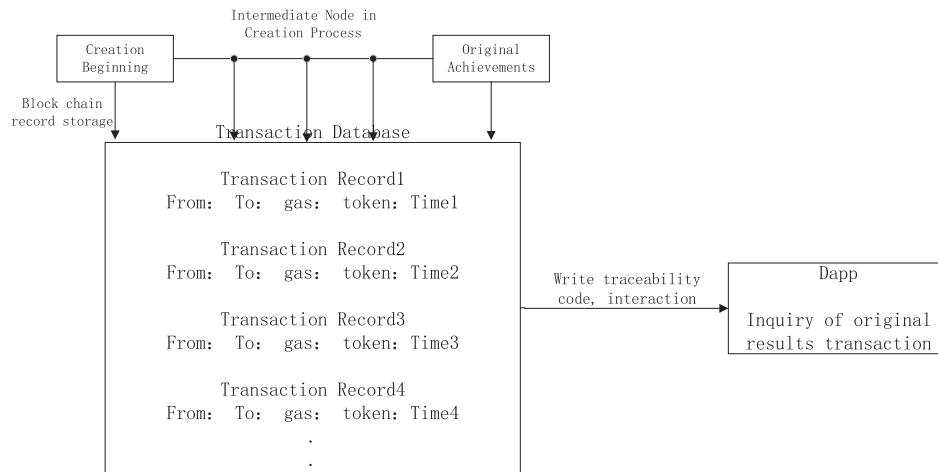 Intermediate Node in
Creation Process
Creation
Beginning
Original
Achievements
Block chain
record storage
Transaction Database
Transaction Record1
From: To: gas: token: Time1
Transaction Record2
From: To: gas: token: Time2
Transaction Record3
From: To: gas: token: Time3
Transaction Record4
From: To: gas: token: Time4
.
.
Write traceability
code, interaction
Dapp
Inquiry of original
results transaction